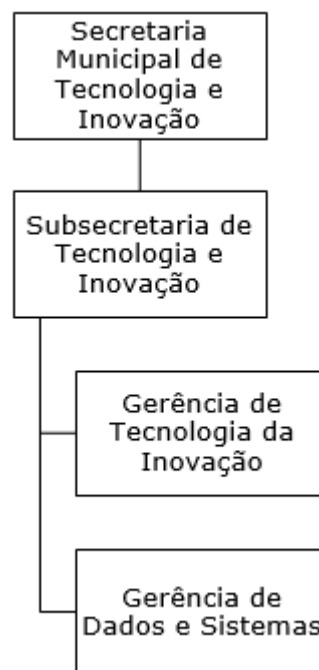 Secretaria
Municipal de
Tecnologia e
Inovação
Subsecretaria de
Tecnologia e
Inovação
Gerência de
Tecnologia da
Inovação
Gerência de
Dados e Sistemas